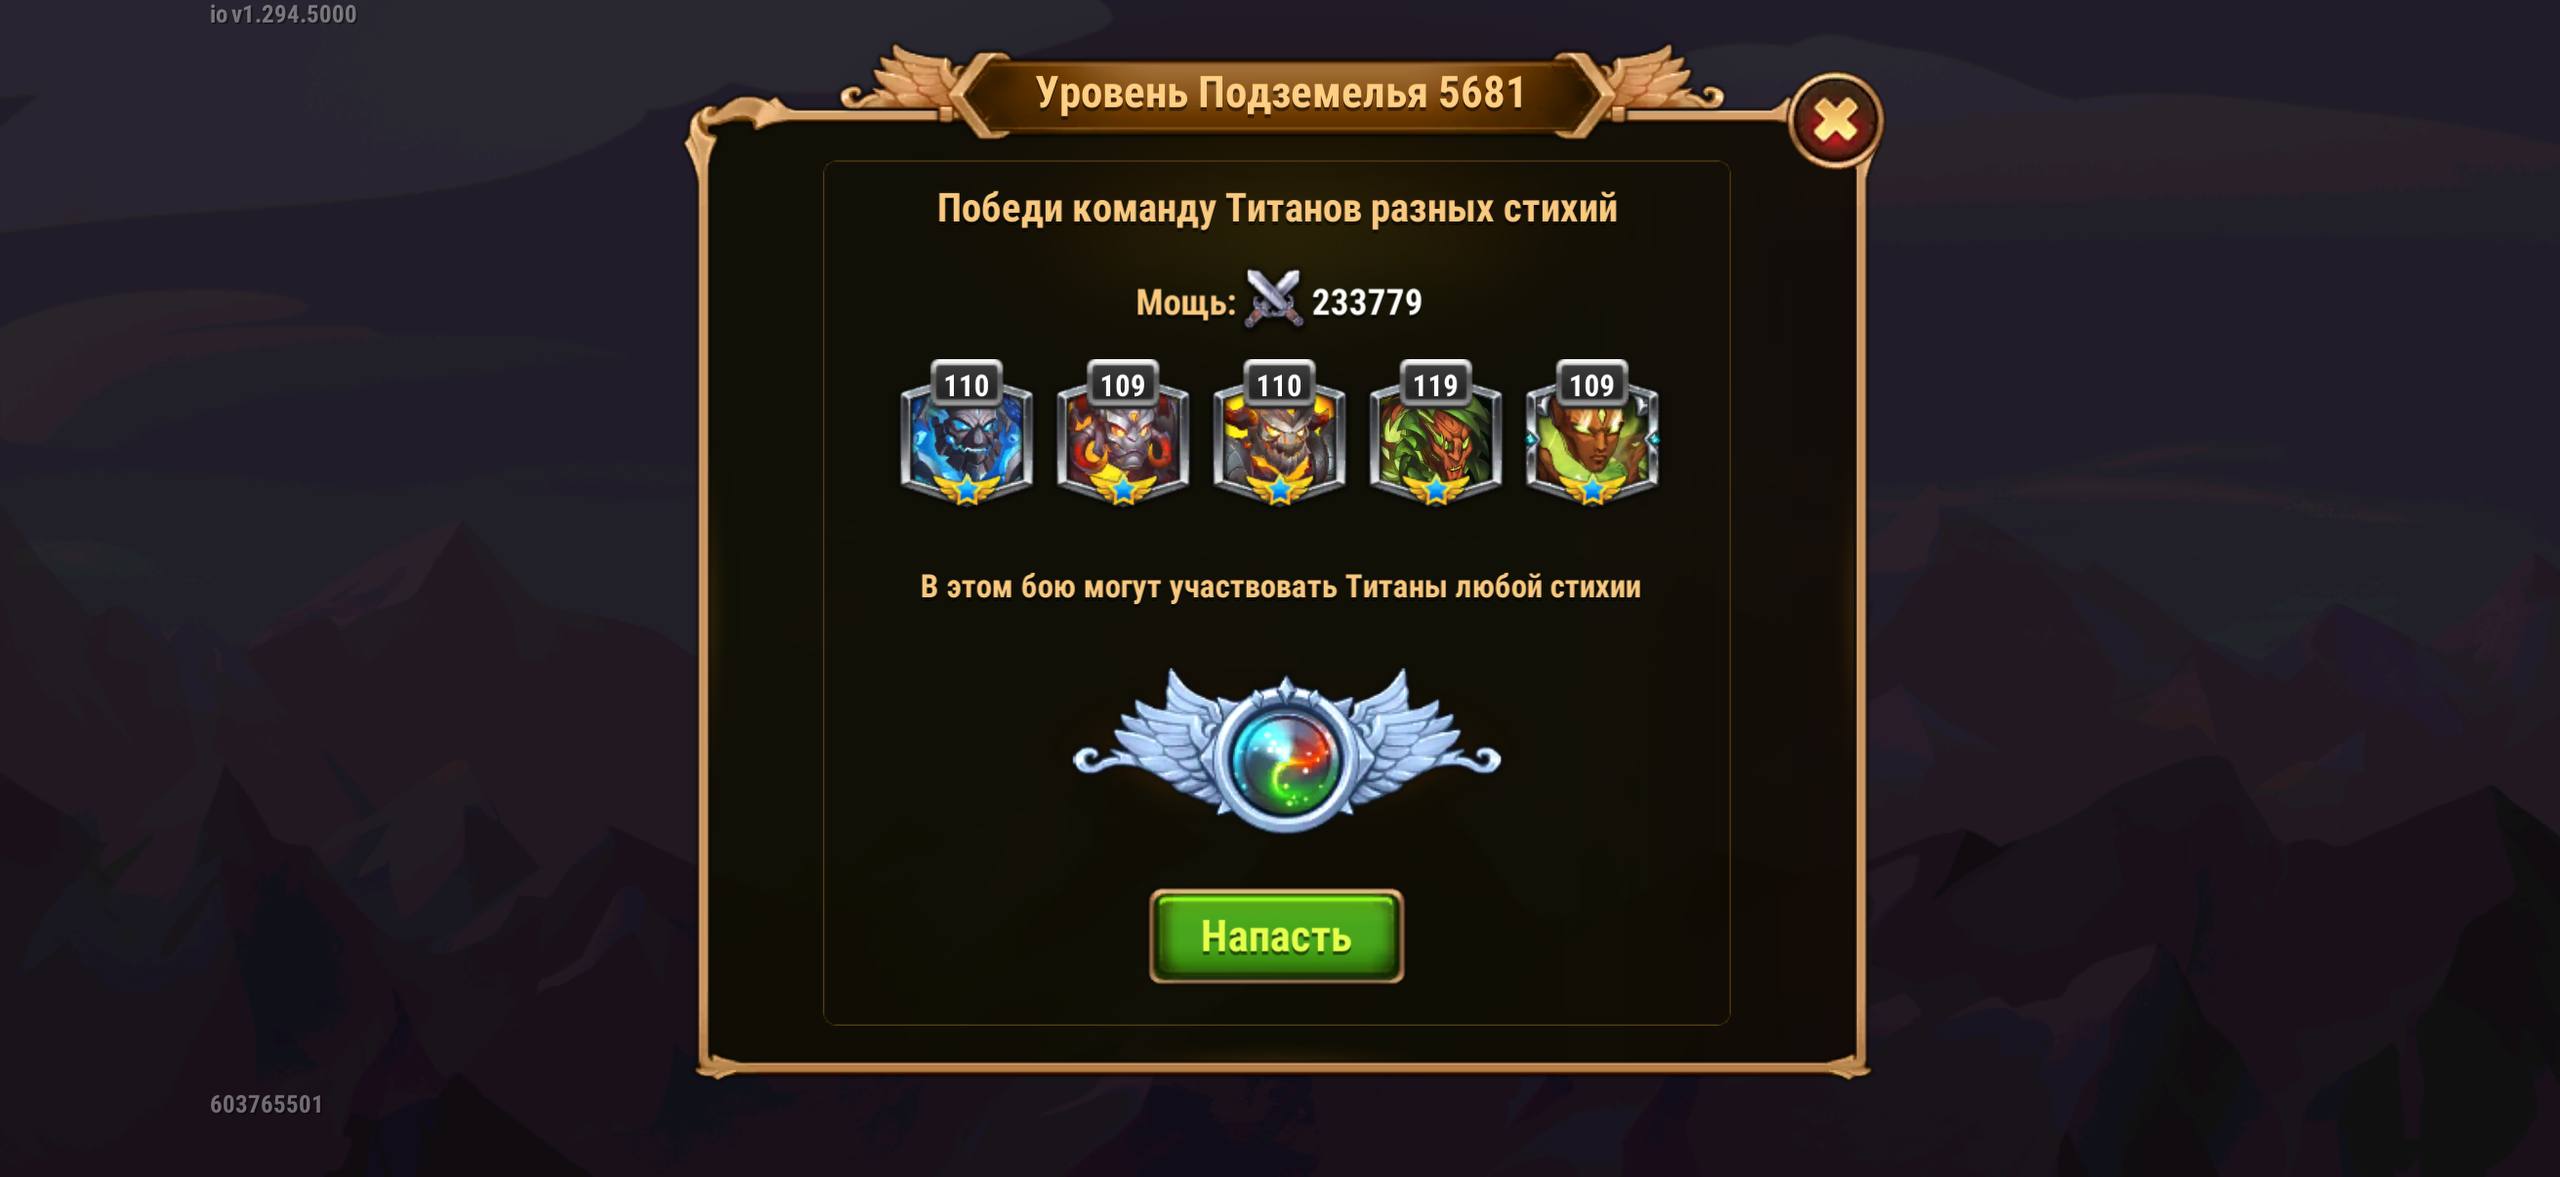 io v1.294.5000
Уровень Подземелья 5681
Победи команду Титанов разных стихий
Мощь: 233779
110 109 110 119 109
В этом бою могут участвовать Титаны любой стихии
Напасть
603765501